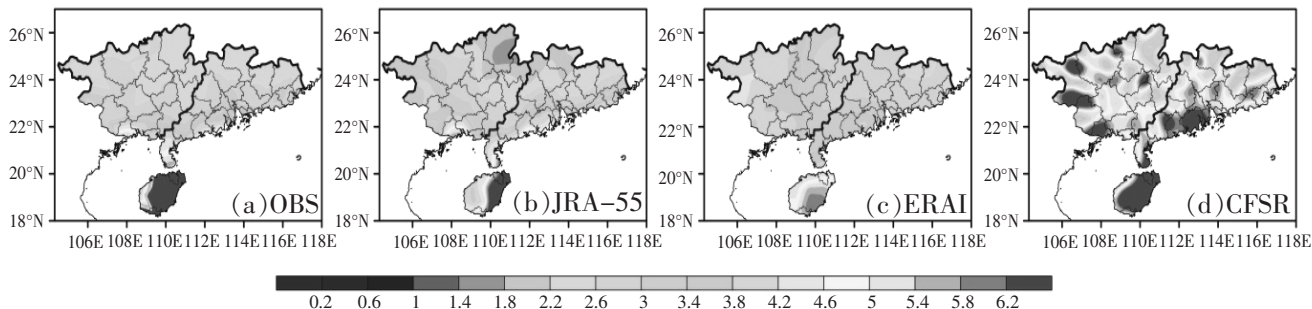 26°N
24°N
22°N
20°N
18°N
(a)OBS
106E 108E 110E 112E 114E 116E 118E
26°N
24°N
22°N
20°N
18°N
(b)JRA-55
106E 108E 110E 112E 114E 116E 118E
26°N
24°N
22°N
20°N
18°N
(c)ERAI
106E 108E 110E 112E 114E 116E 118E
26°N
24°N
22°N
20°N
18°N
(d)CFSR
106E 108E 110E 112E 114E 116E 118E
0.2 0.6 1 1.4 1.8 2.2 2.6 3 3.4 3.8 4.2 4.6 5 5.4 5.8 6.2